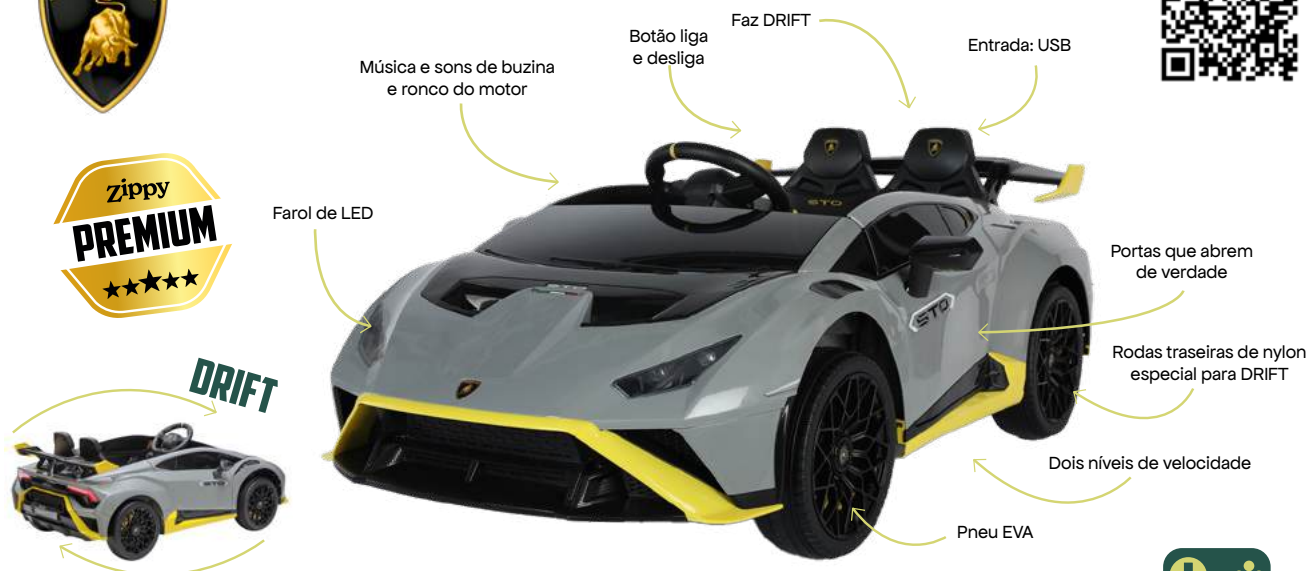 Faz DRIFT
Botão liga
e desliga
Entrada: USB
Música e sons de buzina
e ronco do motor
zippy
PREMIUM
Farol de LED
STO
Portas que abrem
de verdade
STO
Rodas traseiras de nylon
especial para DRIFT
DRIFT
Dois níveis de velocidade
Pneu EVA